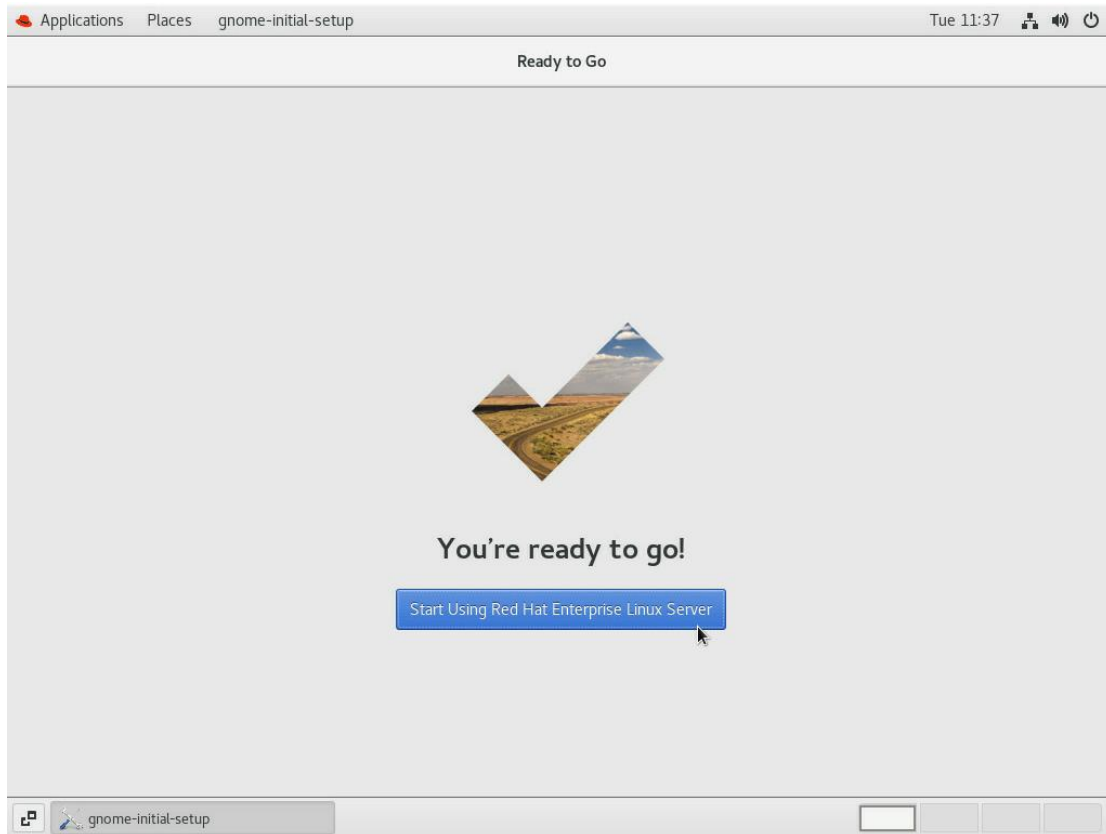 Applications Places gnome-initial-setup Tue 11:37
Ready to Go
You're ready to go!
Start Using Red Hat Enterprise Linux Server
gnome-initial-setup